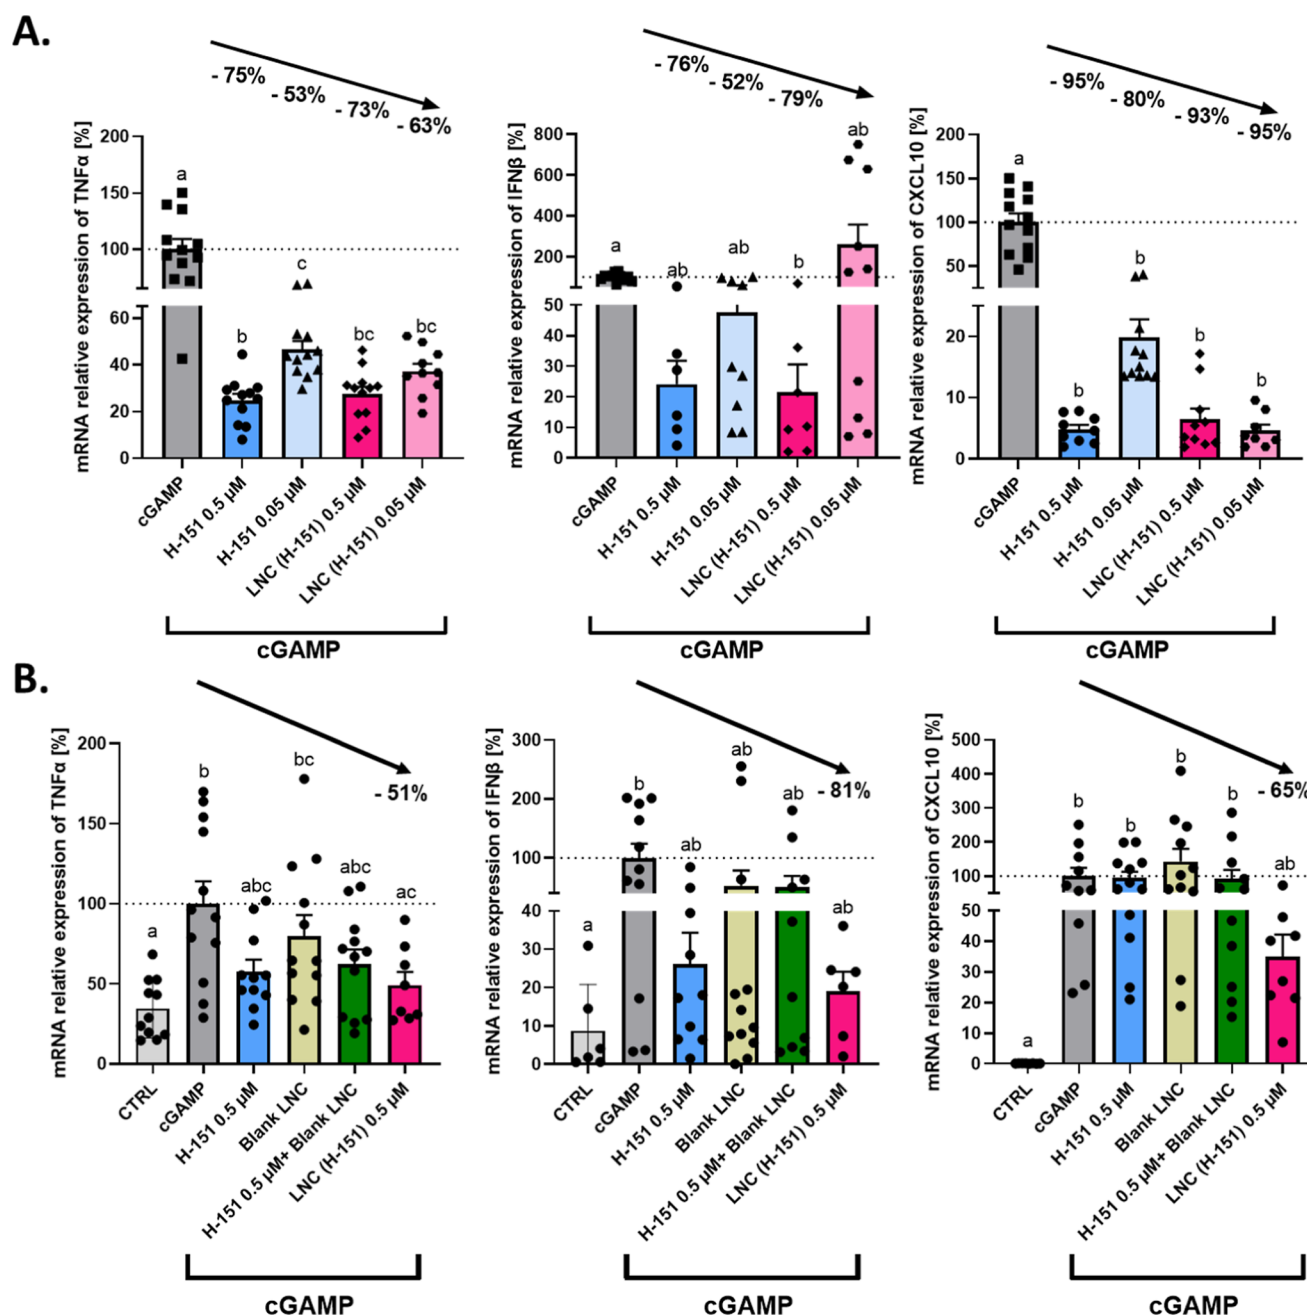 A.
- 75%
- 53%
- 73%
- 63%
mRNA relative expression of TNFα [%]
200
150
100
60
40
20
0
a
b
c
bc
bc
cGAMP
H-151 0.5 µM
H-151 0.05 µM
LNC (H-151) 0.5 µM
LNC (H-151) 0.05 µM
cGAMP
- 76%
- 52%
- 79%
mRNA relative expression of IFNβ [%]
800
600
400
200
50
40
30
20
10
0
a
ab
ab
b
ab
cGAMP
H-151 0.5 µM
H-151 0.05 µM
LNC (H-151) 0.5 µM
LNC (H-151) 0.05 µM
cGAMP
- 95%
- 80%
- 93%
- 95%
mRNA relative expression of CXCL10 [%]
200
150
100
50
20
10
0
a
b
b
b
b
cGAMP
H-151 0.5 µM
H-151 0.05 µM
LNC (H-151) 0.5 µM
LNC (H-151) 0.05 µM
cGAMP
B.
- 51%
mRNA relative expression of TNFα [%]
200
150
100
50
0
a
b
abc
bc
abc
ac
CTRL
cGAMP
H-151 0.5 µM
Blank LNC
H-151 0.5 µM+ Blank LNC
LNC (H-151) 0.5 µM
cGAMP
- 81%
mRNA relative expression of IFNβ [%]
300
200
100
40
30
20
10
0
a
b
ab
ab
ab
ab
CTRL
cGAMP
H-151 0.5 µM
Blank LNC
H-151 0.5 µM+ Blank LNC
LNC (H-151) 0.5 µM
cGAMP
- 65%
mRNA relative expression of CXCL10 [%]
500
400
300
200
100
50
40
30
20
10
0
a
b
b
b
b
ab
CTRL
cGAMP
H-151 0.5 µM
Blank LNC
H-151 0.5 µM+ Blank LNC
LNC (H-151) 0.5 µM
cGAMP